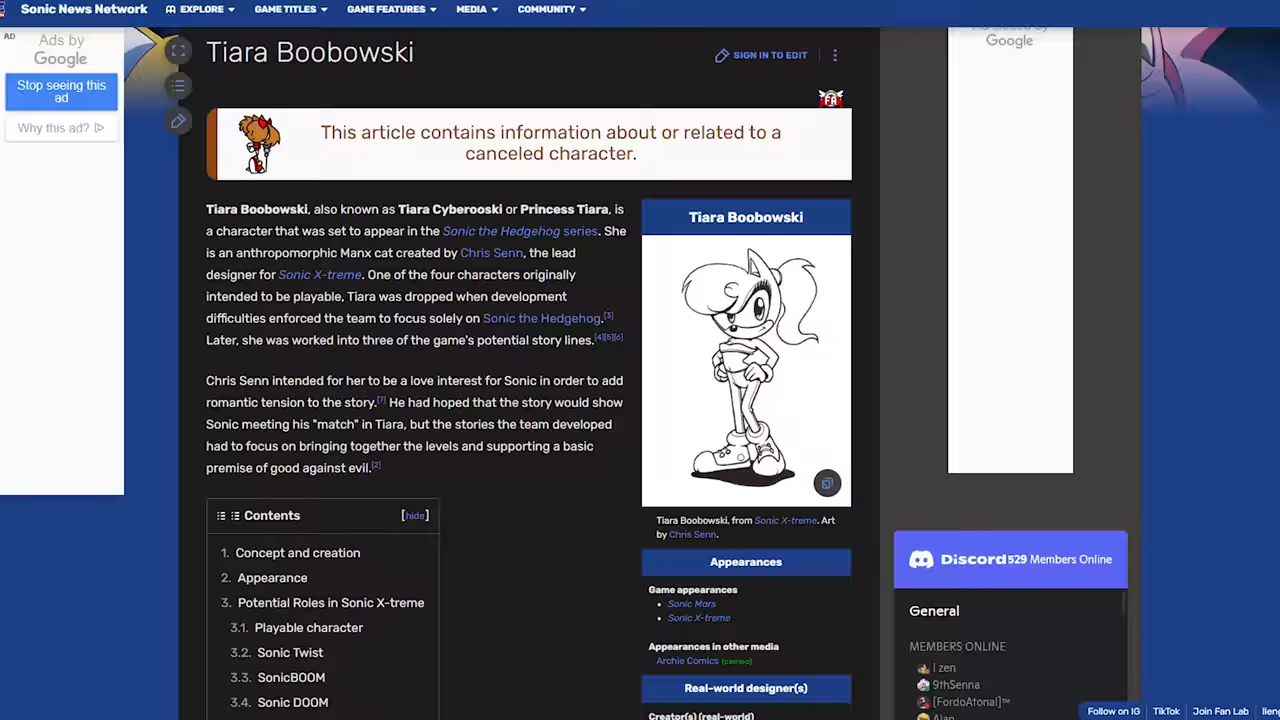 Sonic News Network
EXPLORE
GAME TITLES
GAME FEATURES
MEDIA
COMMUNITY
AD
Ads by
Google
Stop seeing this
ad
Why this ad?
Tiara Boobowski
SIGN IN TO EDIT
FA
This article contains information about or related to a
canceled character.
Tiara Boobowski, also known as Tiara Cyberooski or Princess Tiara, is
a character that was set to appear in the Sonic the Hedgehog series. She
is an anthropomorphic Manx cat created by Chris Senn, the lead
designer for Sonic X-treme. One of the four characters originally
intended to be playable, Tiara was dropped when development
difficulties enforced the team to focus solely on Sonic the Hedgehog.[3]
Later, she was worked into three of the game's potential story lines.[4][5][6]
Chris Senn intended for her to be a love interest for Sonic in order to add
romantic tension to the story.[7] He had hoped that the story would show
Sonic meeting his "match" in Tiara, but the stories the team developed
had to focus on bringing together the levels and supporting a basic
premise of good against evil.[2]
Contents [hide]
1. Concept and creation
2. Appearance
3. Potential Roles in Sonic X-treme
3.1. Playable character
3.2. Sonic Twist
3.3. SonicBOOM
3.4. Sonic DOOM
Tiara Boobowski
Tiara Boobowski, from Sonic X-treme. Art
by Chris Senn.
Appearances
Game appearances
Sonic Mars
Sonic X-treme
Appearances in other media
Archie Comics (cameo)
Real-world designer(s)
Creator(s) (real-world)
Google
Discord 529 Members Online
General
MEMBERS ONLINE
I zen
9thSenna
[FordoAtonal]™
Alan
Follow on IG
TikTok
Join Fan Lab